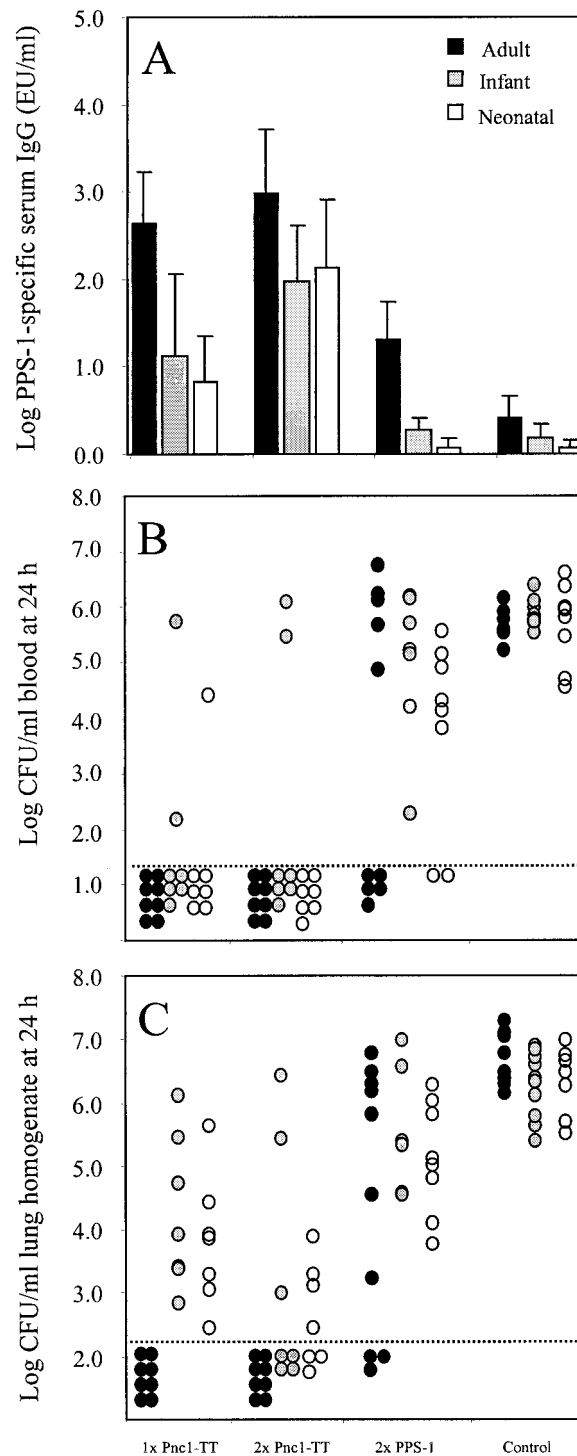 5.0
A
Adult
Infant
Neonatal
4.0
3.0
2.0
1.0
0.0
Log PPS-1-specific serum IgG (EU/ml)
8.0
B
7.0
6.0
5.0
4.0
3.0
2.0
1.0
Log CFU/ml blood at 24 h
8.0
C
7.0
6.0
5.0
4.0
3.0
2.0
Log CFU/ml lung homogenate at 24 h
1x Pnc1-TT 2x Pnc1-TT 2x PPS-1 Control